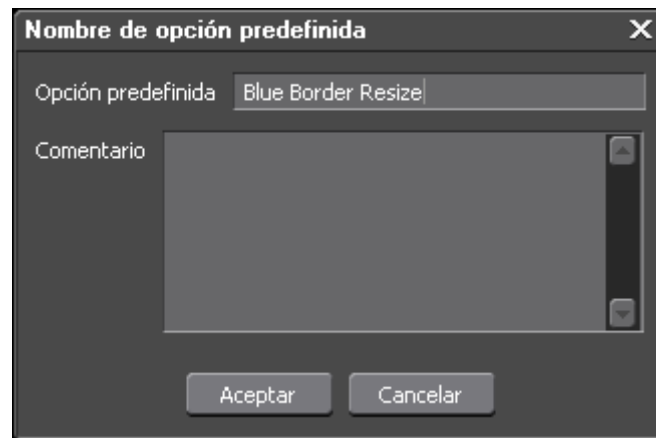 Nombre de opción predefinida
Opción predefinida Blue Border Resize
Comentario
Aceptar Cancelar